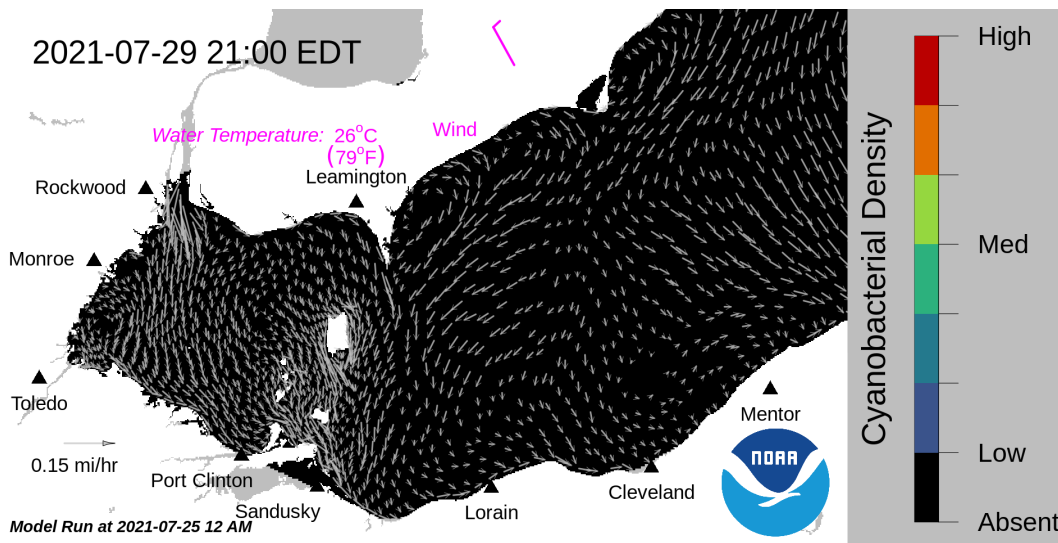 2021-07-29 21:00 EDT
Water Temperature: 26°C
(79°F)
Wind
Leamington
Rockwood
Monroe
Toledo
0.15 mi/hr
Port Clinton
Sandusky
Lorain
Cleveland
Mentor
NOAA
Model Run at 2021-07-25 12 AM
Cyanobacterial Density
High
Med
Low
Absent